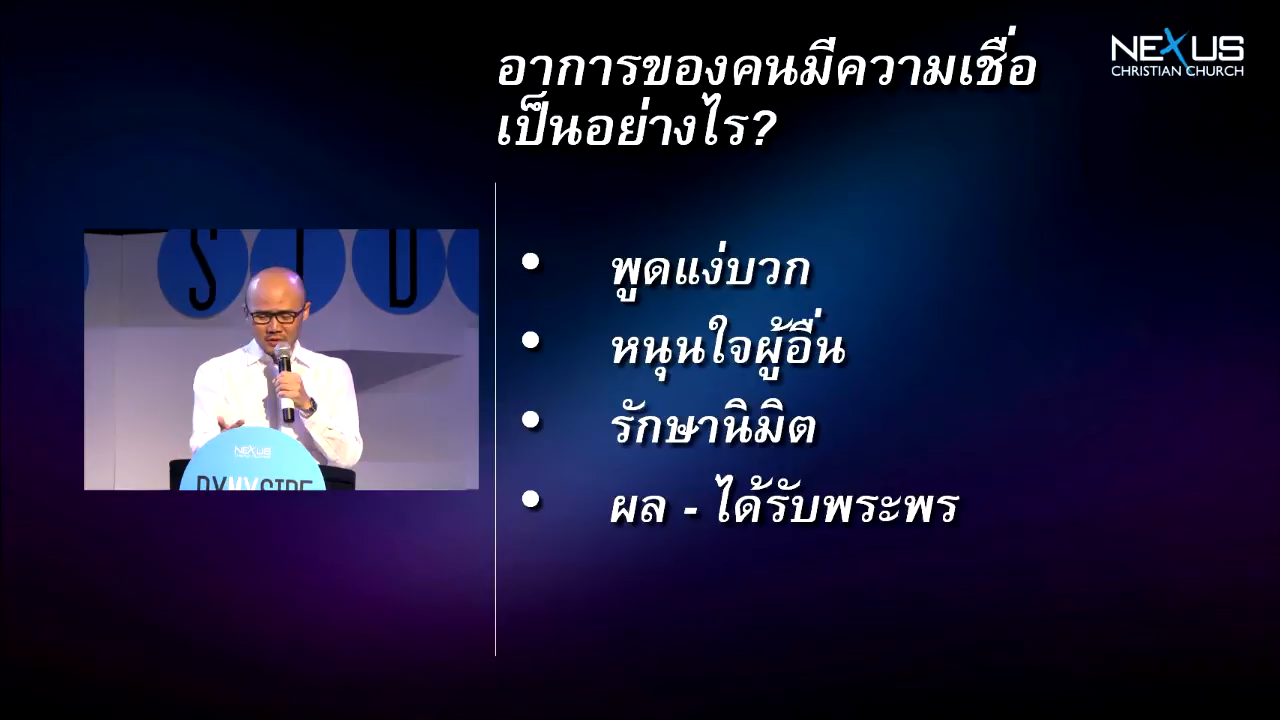 อาการของคนมีความเชื่อ
เป็นอย่างไร?
NEXUS
CHRISTIAN CHURCH
• พูดแง่บวก
• หนุนใจผู้อื่น
• รักษานิมิต
• ผล - ได้รับพระพร
S I D
NEXUS
BYMYSIDE